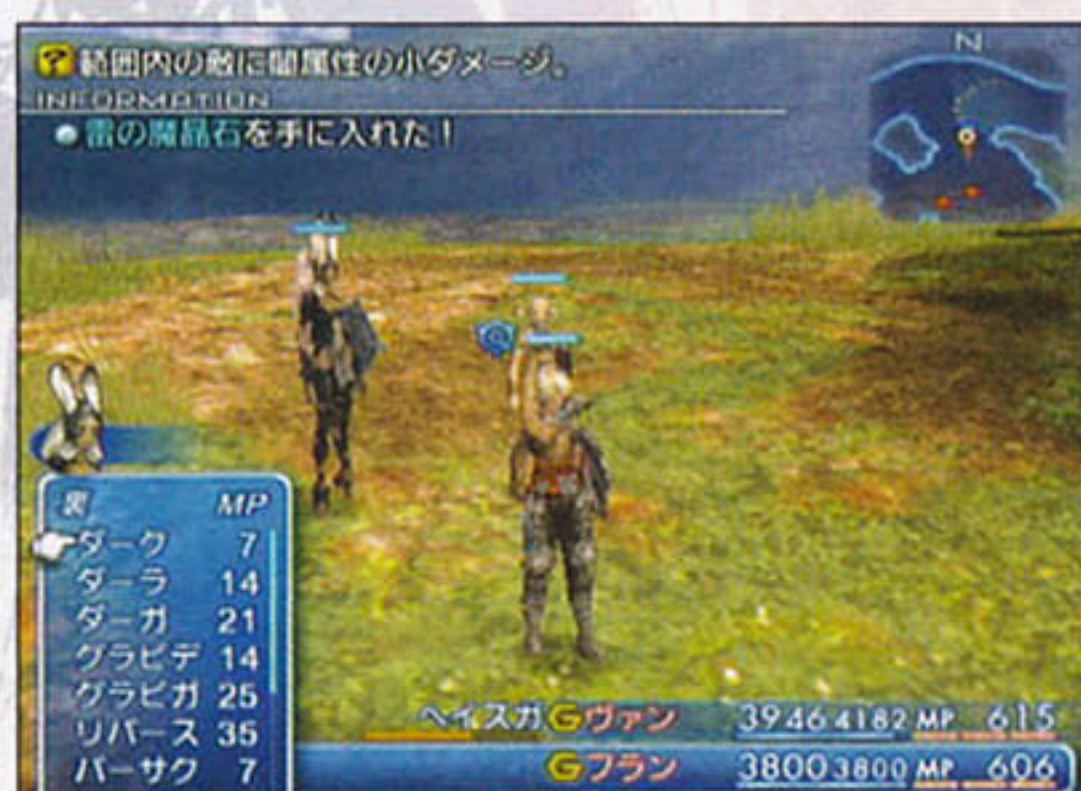 範囲内の敵に闇属性の小ダメージ。
INFORMATION
雷の魔晶石を手に入れた！
N
裏 MP
ダーク 7
ダーラ 14
ダーガ 21
グラビデ 14
グラビガ 25
リバース 35
バーサク 7
ヘイスガ G ヴァン 3946 4182 MP 615
G フラン 3800 3800 MP 606